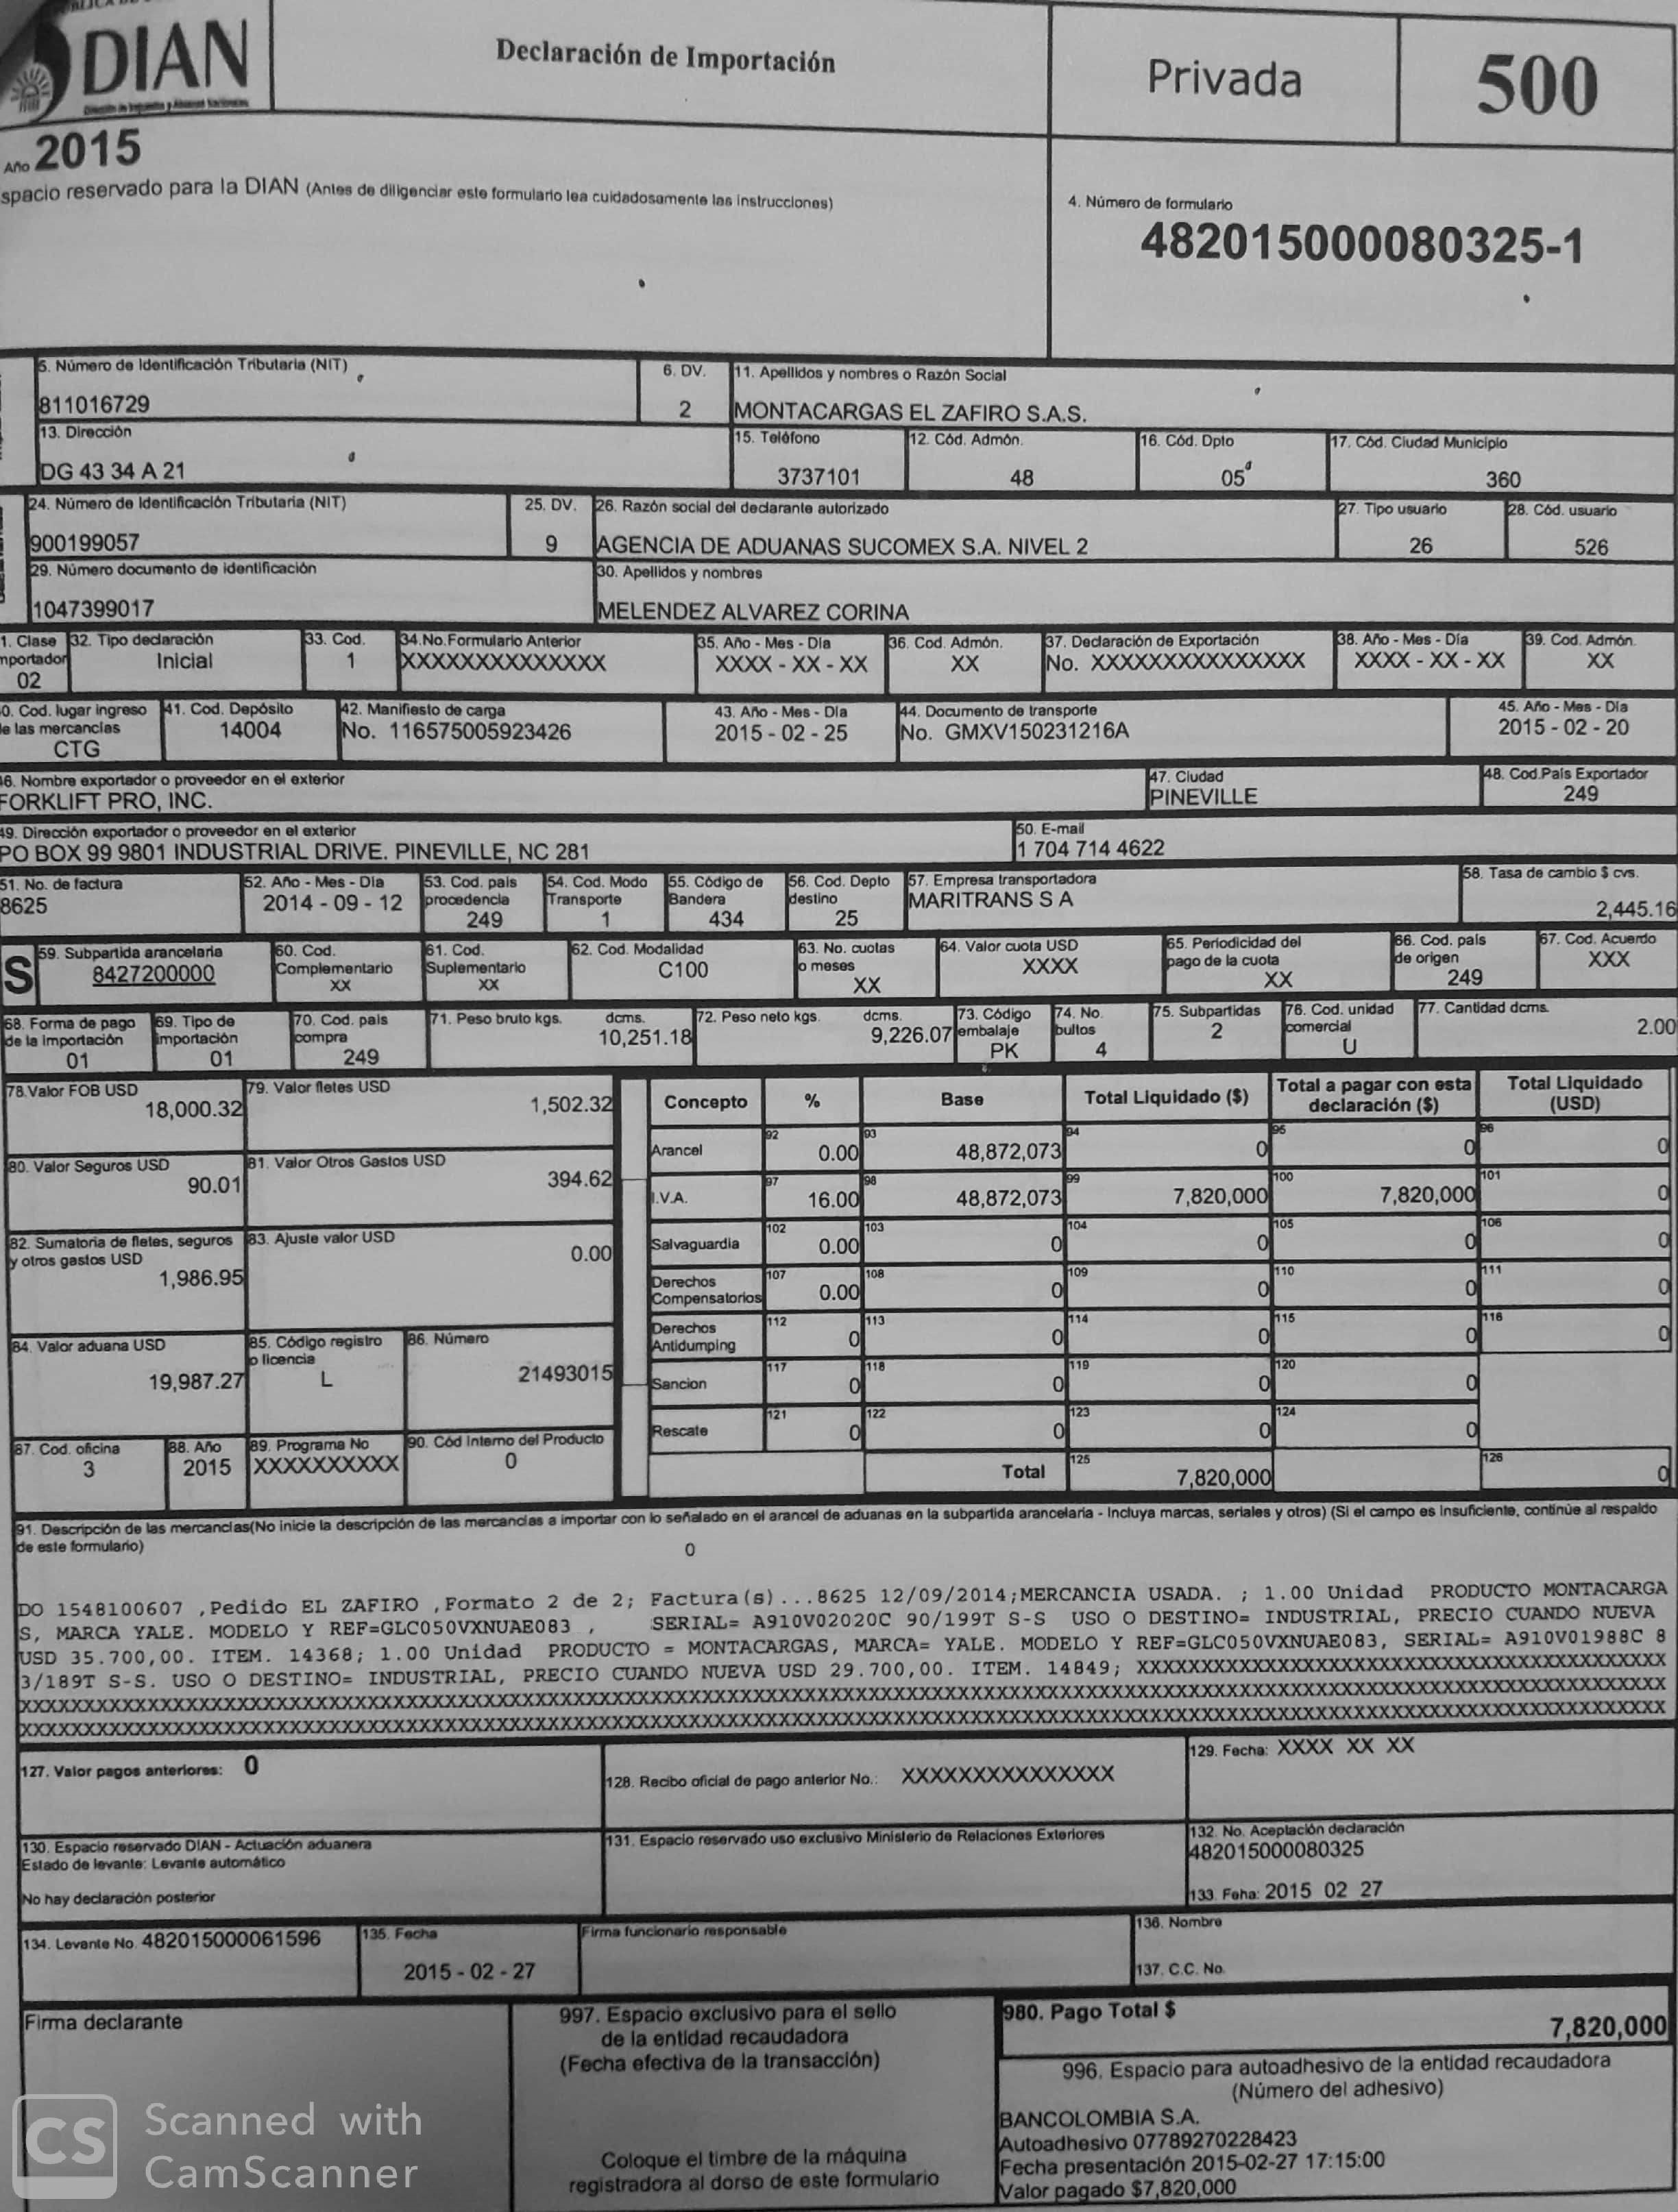 DIAN
Declaración de Importación
Privada
500
Dirección de Impuestos y Aduanas Nacionales
Año 2015
spacio reservado para la DIAN (Antes de diligenciar este formulario lea cuidadosamente las instrucciones)
4. Número de formulario
482015000080325-1
5. Número de Identificación Tributaria (NIT) 6. DV. 11. Apellidos y nombres o Razón Social
811016729 2 MONTACARGAS EL ZAFIRO S.A.S.
13. Dirección 15. Teléfono 12. Cód. Admón. 16. Cód. Dpto 17. Cód. Ciudad Municipio
DG 43 34 A 21 3737101 48 05 360
24. Número de Identificación Tributaria (NIT) 25. DV. 26. Razón social del declarante autorizado 27. Tipo usuario 28. Cód. usuario
900199057 9 AGENCIA DE ADUANAS SUCOMEX S.A. NIVEL 2 26 526
29. Número documento de identificación 30. Apellidos y nombres
1047399017 MELENDEZ ALVAREZ CORINA
1. Clase 32. Tipo declaración 33. Cod. 34.No.Formulario Anterior 35. Año - Mes - Día 36. Cod. Admón. 37. Declaración de Exportación 38. Año - Mes - Día 39. Cod. Admón.
mportador Inicial 1 XXXXXXXXXXXXXX XXXX - XX - XX XX No. XXXXXXXXXXXXXXX XXXX - XX - XX XX
02
0. Cod. lugar ingreso 41. Cod. Depósito 42. Manifiesto de carga 43. Año - Mes - Día 44. Documento de transporte 45. Año - Mes - Día
e las mercancías 14004 No. 116575005923426 2015 - 02 - 25 No. GMXV150231216A 2015 - 02 - 20
CTG
46. Nombre exportador o proveedor en el exterior 47. Ciudad 48. Cod.País Exportador
FORKLIFT PRO, INC. PINEVILLE 249
49. Dirección exportador o proveedor en el exterior 50. E-mail
PO BOX 99 9801 INDUSTRIAL DRIVE. PINEVILLE, NC 281 1 704 714 4622
51. No. de factura 52. Año - Mes - Día 53. Cod. país 54. Cod. Modo 55. Código de 56. Cod. Depto 57. Empresa transportadora 58. Tasa de cambio $ cvs.
8625 2014 - 09 - 12 procedencia Transporte Bandera destino MARITRANS S A 2,445.16
249 1 434 25
S 59. Subpartida arancelaria 60. Cod. 61. Cod. 62. Cod. Modalidad 63. No. cuotas 64. Valor cuota USD 65. Periodicidad del 66. Cod. país 67. Cod. Acuerdo
8427200000 Complementario Suplementario C100 o meses XXXX pago de la cuota de origen XXX
XX XX XX XX 249
68. Forma de pago 69. Tipo de 70. Cod. país 71. Peso bruto kgs. dcms. 72. Peso neto kgs. dcms. 73. Código 74. No. 75. Subpartidas 76. Cod. unidad 77. Cantidad dcms.
de la importación importación compra 10,251.18 9,226.07 embalaje bultos 2 comercial 2.00
01 01 249 PK 4 U
78.Valor FOB USD 79. Valor fletes USD
18,000.32 1,502.32
80. Valor Seguros USD 81. Valor Otros Gastos USD
90.01 394.62
82. Sumatoria de fletes, seguros 83. Ajuste valor USD
y otros gastos USD 0.00
1,986.95
84. Valor aduana USD 85. Código registro 86. Número
o licencia
19,987.27 L 21493015
87. Cod. oficina 88. Año 89. Programa No 90. Cód Interno del Producto
3 2015 XXXXXXXXXX 0
Concepto % Base Total Liquidado ($) Total a pagar con esta declaración ($) Total Liquidado (USD)
Arancel 92 0.00 93 48,872,073 94 0 95 0 96 0
I.V.A. 97 16.00 98 48,872,073 99 7,820,000 100 7,820,000 101 0
Salvaguardia 102 0.00 103 0 104 0 105 0 106 0
Derechos Compensatorios 107 0.00 108 0 109 0 110 0 111 0
Derechos Antidumping 112 0 113 0 114 0 115 0 116 0
Sancion 117 0 118 0 119 0 120 0
Rescate 121 0 122 0 123 0 124 0
Total 125 7,820,000 126 0
91. Descripción de las mercancías(No inicie la descripción de las mercancías a importar con lo señalado en el arancel de aduanas en la subpartida arancelaria - Incluya marcas, seriales y otros) (Si el campo es insuficiente, continúe al respaldo
de este formulario) 0
DO 1548100607 ,Pedido EL ZAFIRO ,Formato 2 de 2; Factura(s)...8625 12/09/2014;MERCANCIA USADA. ; 1.00 Unidad PRODUCTO MONTACARGA
S, MARCA YALE. MODELO Y REF=GLC050VXNUAE083 , SERIAL= A910V02020C 90/199T S-S USO O DESTINO= INDUSTRIAL, PRECIO CUANDO NUEVA
USD 35.700,00. ITEM. 14368; 1.00 Unidad PRODUCTO = MONTACARGAS, MARCA= YALE. MODELO Y REF=GLC050VXNUAE083, SERIAL= A910V01988C 8
3/189T S-S. USO O DESTINO= INDUSTRIAL, PRECIO CUANDO NUEVA USD 29.700,00. ITEM. 14849; XXXXXXXXXXXXXXXXXXXXXXXXXXXXXXXXXXXXXXXXXX
XXXXXXXXXXXXXXXXXXXXXXXXXXXXXXXXXXXXXXXXXXXXXXXXXXXXXXXXXXXXXXXXXXXXXXXXXXXXXXXXXXXXXXXXXXXXXXXXXXXXXXXXXXXXXXXXXXXXXXXXXXXXXXXXXX
XXXXXXXXXXXXXXXXXXXXXXXXXXXXXXXXXXXXXXXXXXXXXXXXXXXXXXXXXXXXXXXXXXXXXXXXXXXXXXXXXXXXXXXXXXXXXXXXXXXXXXXXXXXXXXXXXXXXXXXXXXXXXXXXXX
127. Valor pagos anteriores: 0 128. Recibo oficial de pago anterior No.: XXXXXXXXXXXXXXX 129. Fecha: XXXX XX XX
130. Espacio reservado DIAN - Actuación aduanera 131. Espacio reservado uso exclusivo Ministerio de Relaciones Exteriores 132. No. Aceptación declaración
Estado de levante: Levante automático 482015000080325
No hay declaración posterior 133. Feha: 2015 02 27
134. Levante No. 482015000061596 135. Fecha Firma funcionario responsable 136. Nombre
2015 - 02 - 27 137. C.C. No.
Firma declarante
997. Espacio exclusivo para el sello
de la entidad recaudadora
(Fecha efectiva de la transacción)
Coloque el timbre de la máquina
registradora al dorso de este formulario
980. Pago Total $ 7,820,000
996. Espacio para autoadhesivo de la entidad recaudadora
(Número del adhesivo)
BANCOLOMBIA S.A.
Autoadhesivo 07789270228423
Fecha presentación 2015-02-27 17:15:00
Valor pagado $7,820,000
CS Scanned with
CamScanner